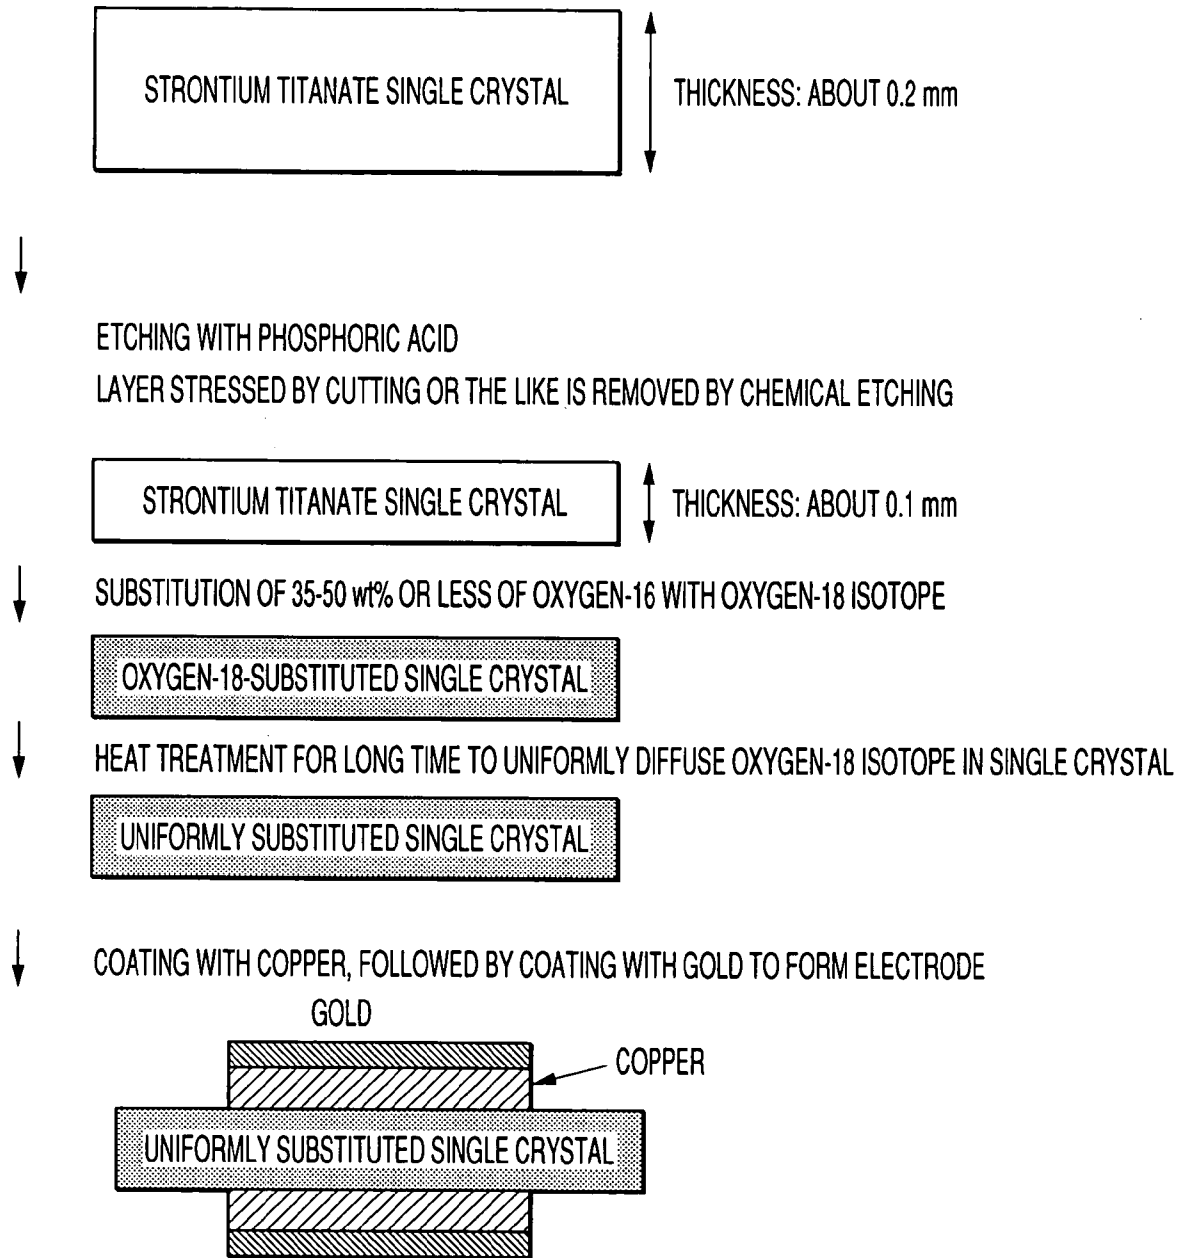 STRONTIUM TITANATE SINGLE CRYSTAL
THICKNESS: ABOUT 0.2 mm
ETCHING WITH PHOSPHORIC ACID
LAYER STRESSED BY CUTTING OR THE LIKE IS REMOVED BY CHEMICAL ETCHING
STRONTIUM TITANATE SINGLE CRYSTAL
THICKNESS: ABOUT 0.1 mm
SUBSTITUTION OF 35-50 wt% OR LESS OF OXYGEN-16 WITH OXYGEN-18 ISOTOPE
OXYGEN-18-SUBSTITUTED SINGLE CRYSTAL
HEAT TREATMENT FOR LONG TIME TO UNIFORMLY DIFFUSE OXYGEN-18 ISOTOPE IN SINGLE CRYSTAL
UNIFORMLY SUBSTITUTED SINGLE CRYSTAL
COATING WITH COPPER, FOLLOWED BY COATING WITH GOLD TO FORM ELECTRODE
GOLD
COPPER
UNIFORMLY SUBSTITUTED SINGLE CRYSTAL